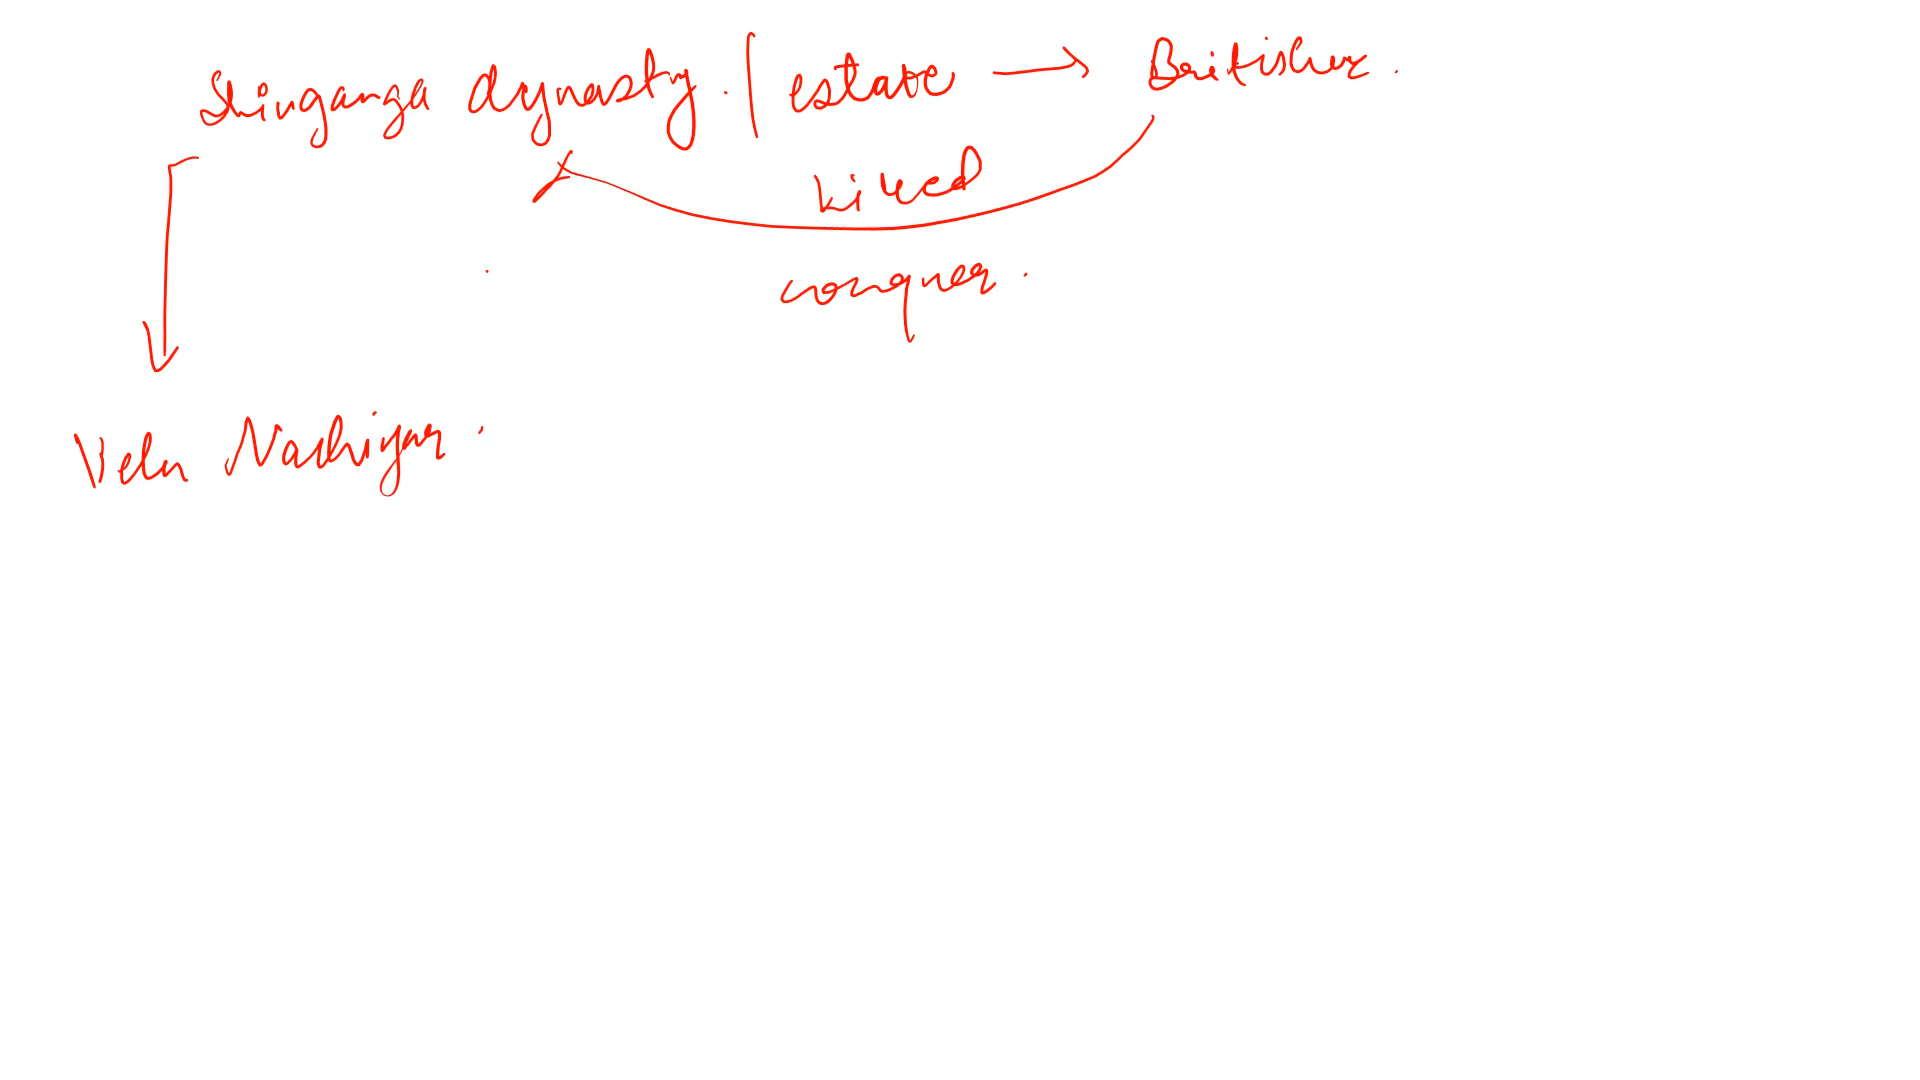 Shivganga dynasty. | estate → Britisher.
killed
conquer.
Velu Nachiyar.